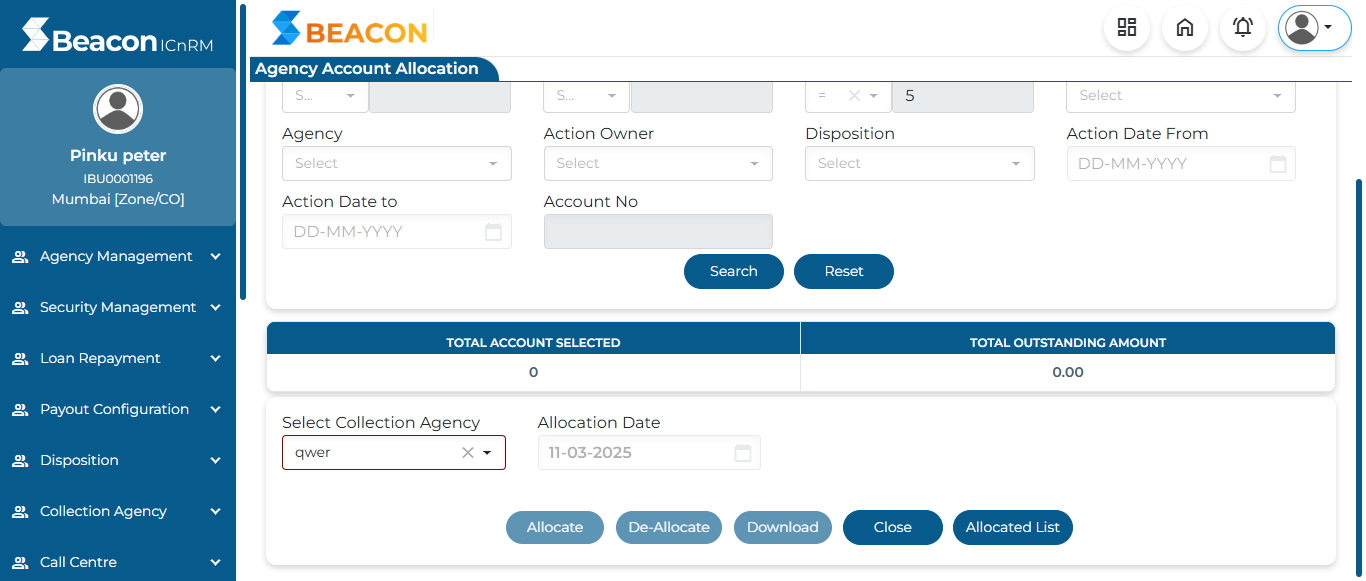 Beacon ICnRM
Pinku peter
IBU0001196
Mumbai [Zone/CO]
Agency Management
Security Management
Loan Repayment
Payout Configuration
Disposition
Collection Agency
Call Centre
BEACON
Agency Account Allocation
S... S... = 5 Select
Agency Action Owner Disposition Action Date From
Select Select Select DD-MM-YYYY
Action Date to Account No
DD-MM-YYYY
Search Reset
TOTAL ACCOUNT SELECTED TOTAL OUTSTANDING AMOUNT
0 0.00
Select Collection Agency Allocation Date
qwer 11-03-2025
Allocate De-Allocate Download Close Allocated List